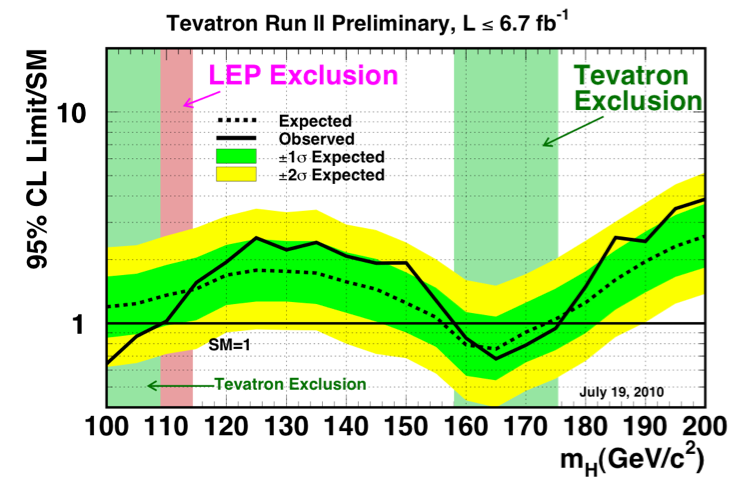 Tevatron Run II Preliminary, L ≤ 6.7 fb⁻¹
LEP Exclusion
Tevatron
Exclusion
10
Expected
Observed
±1σ Expected
±2σ Expected
95% CL Limit/SM
1
SM=1
Tevatron Exclusion
July 19, 2010
100 110 120 130 140 150 160 170 180 190 200
m_H(GeV/c²)